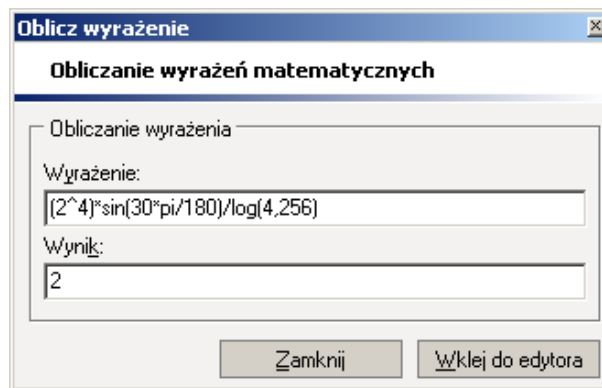 Oblicz wyrażenie
Obliczanie wyrażeń matematycznych
Obliczanie wyrażenia
Wyrażenie:
(2^4)*sin(30*pi/180)/log(4,256)
Wynik:
2
Zamknij Wklej do edytora